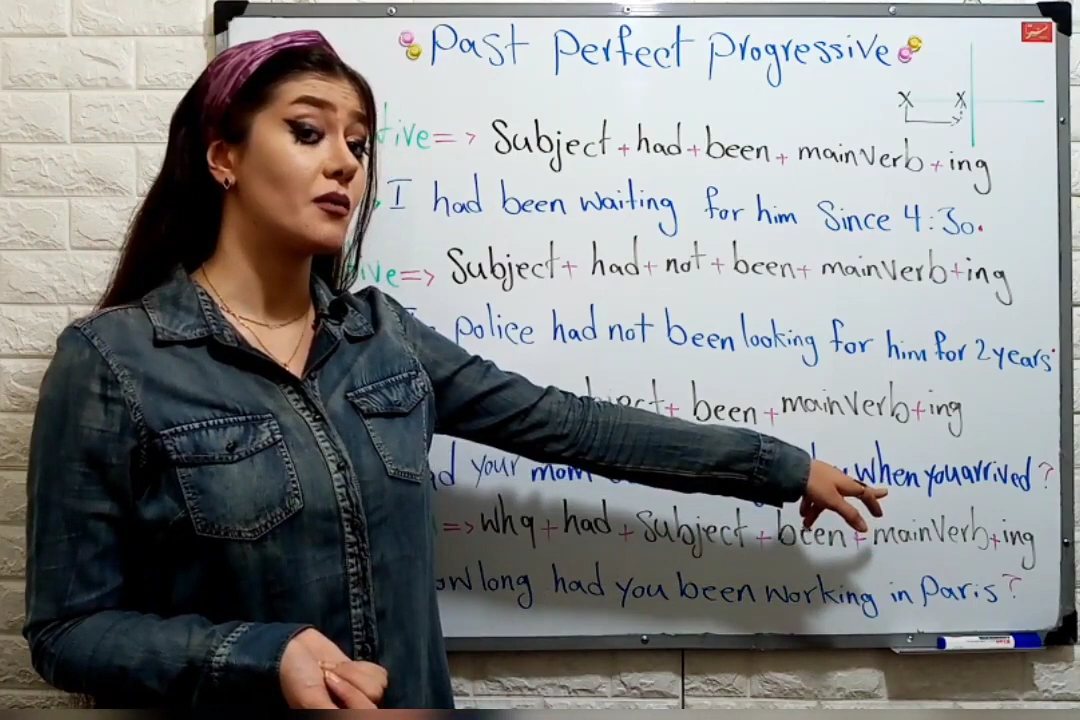 Past Perfect Progressive
x x
tive => Subject + had + been + main verb + ing
I had been waiting for him Since 4:30.
ive => Subject + had + not + been + main verb + ing
police had not been looking for him for 2 years
+ been + main verb + ing
your mom when you arrived?
=> whq + had + subject + been + main verb + ing
ow long had you been working in Paris?